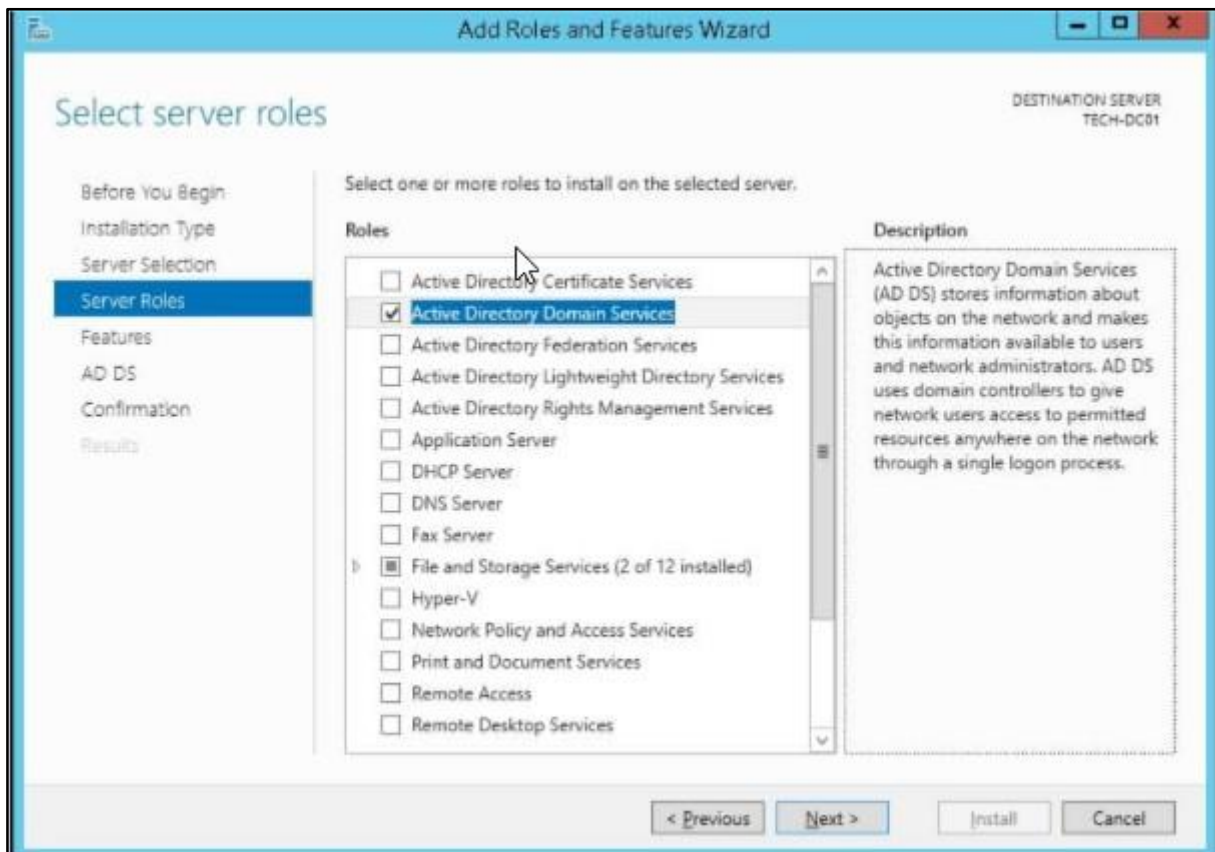 Add Roles and Features Wizard
Select server roles
DESTINATION SERVER
TECH-DC01
Before You Begin
Installation Type
Server Selection
Server Roles
Features
AD DS
Confirmation
Results
Select one or more roles to install on the selected server.
Roles
Active Directory Certificate Services
Active Directory Domain Services
Active Directory Federation Services
Active Directory Lightweight Directory Services
Active Directory Rights Management Services
Application Server
DHCP Server
DNS Server
Fax Server
File and Storage Services (2 of 12 installed)
Hyper-V
Network Policy and Access Services
Print and Document Services
Remote Access
Remote Desktop Services
Description
Active Directory Domain Services
(AD DS) stores information about
objects on the network and makes
this information available to users
and network administrators. AD DS
uses domain controllers to give
network users access to permitted
resources anywhere on the network
through a single logon process.
< Previous
Next >
Install
Cancel